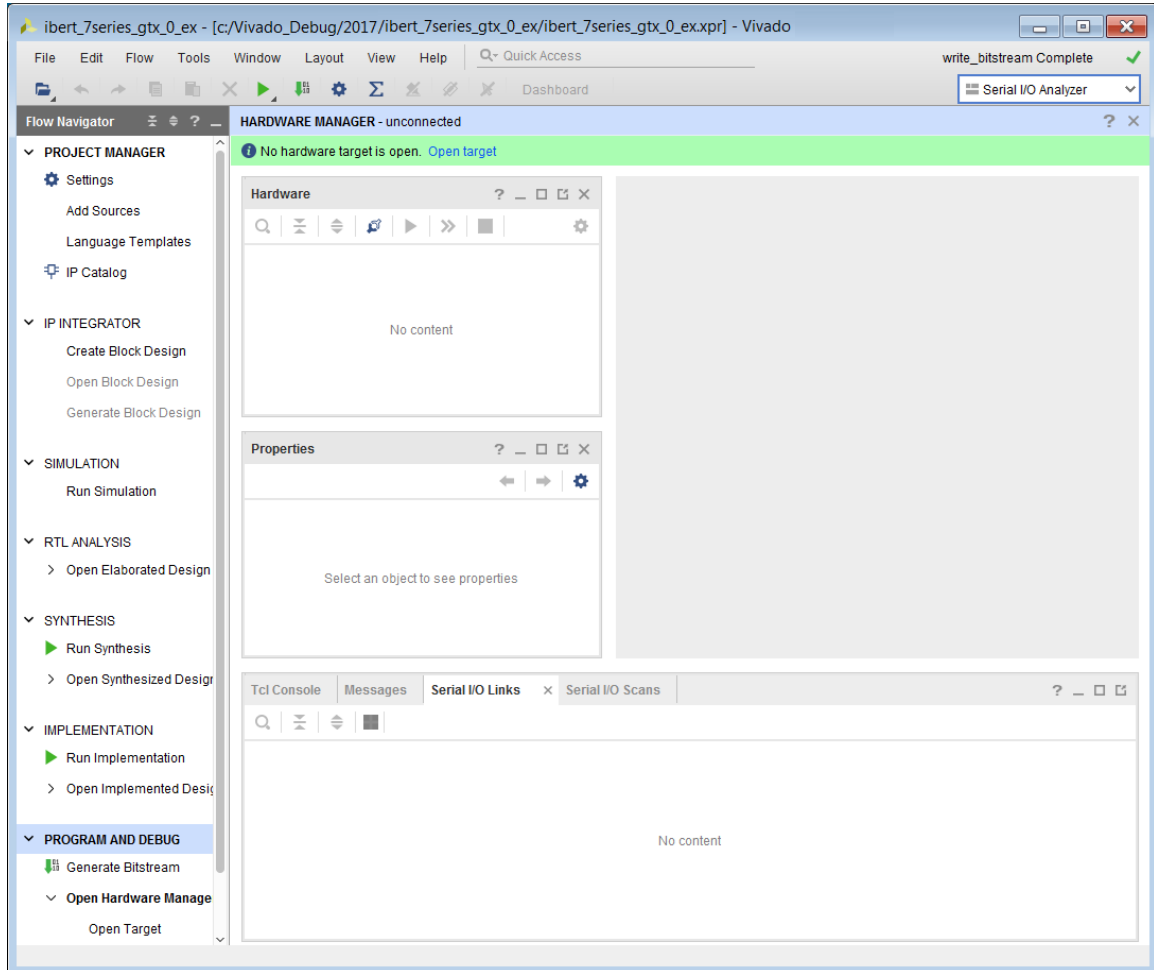 ibert_7series_gtx_0_ex - [c:/Vivado_Debug/2017/ibert_7series_gtx_0_ex/ibert_7series_gtx_0_ex.xpr] - Vivado
File Edit Flow Tools Window Layout View Help Quick Access write_bitstream Complete
Dashboard Serial I/O Analyzer
Flow Navigator
HARDWARE MANAGER - unconnected
No hardware target is open. Open target
PROJECT MANAGER
Settings
Add Sources
Language Templates
IP Catalog
IP INTEGRATOR
Create Block Design
Open Block Design
Generate Block Design
SIMULATION
Run Simulation
RTL ANALYSIS
Open Elaborated Design
SYNTHESIS
Run Synthesis
Open Synthesized Desigr
IMPLEMENTATION
Run Implementation
Open Implemented Desig
PROGRAM AND DEBUG
Generate Bitstream
Open Hardware Manage
Open Target
Hardware
No content
Properties
Select an object to see properties
Tcl Console Messages Serial I/O Links Serial I/O Scans
No content